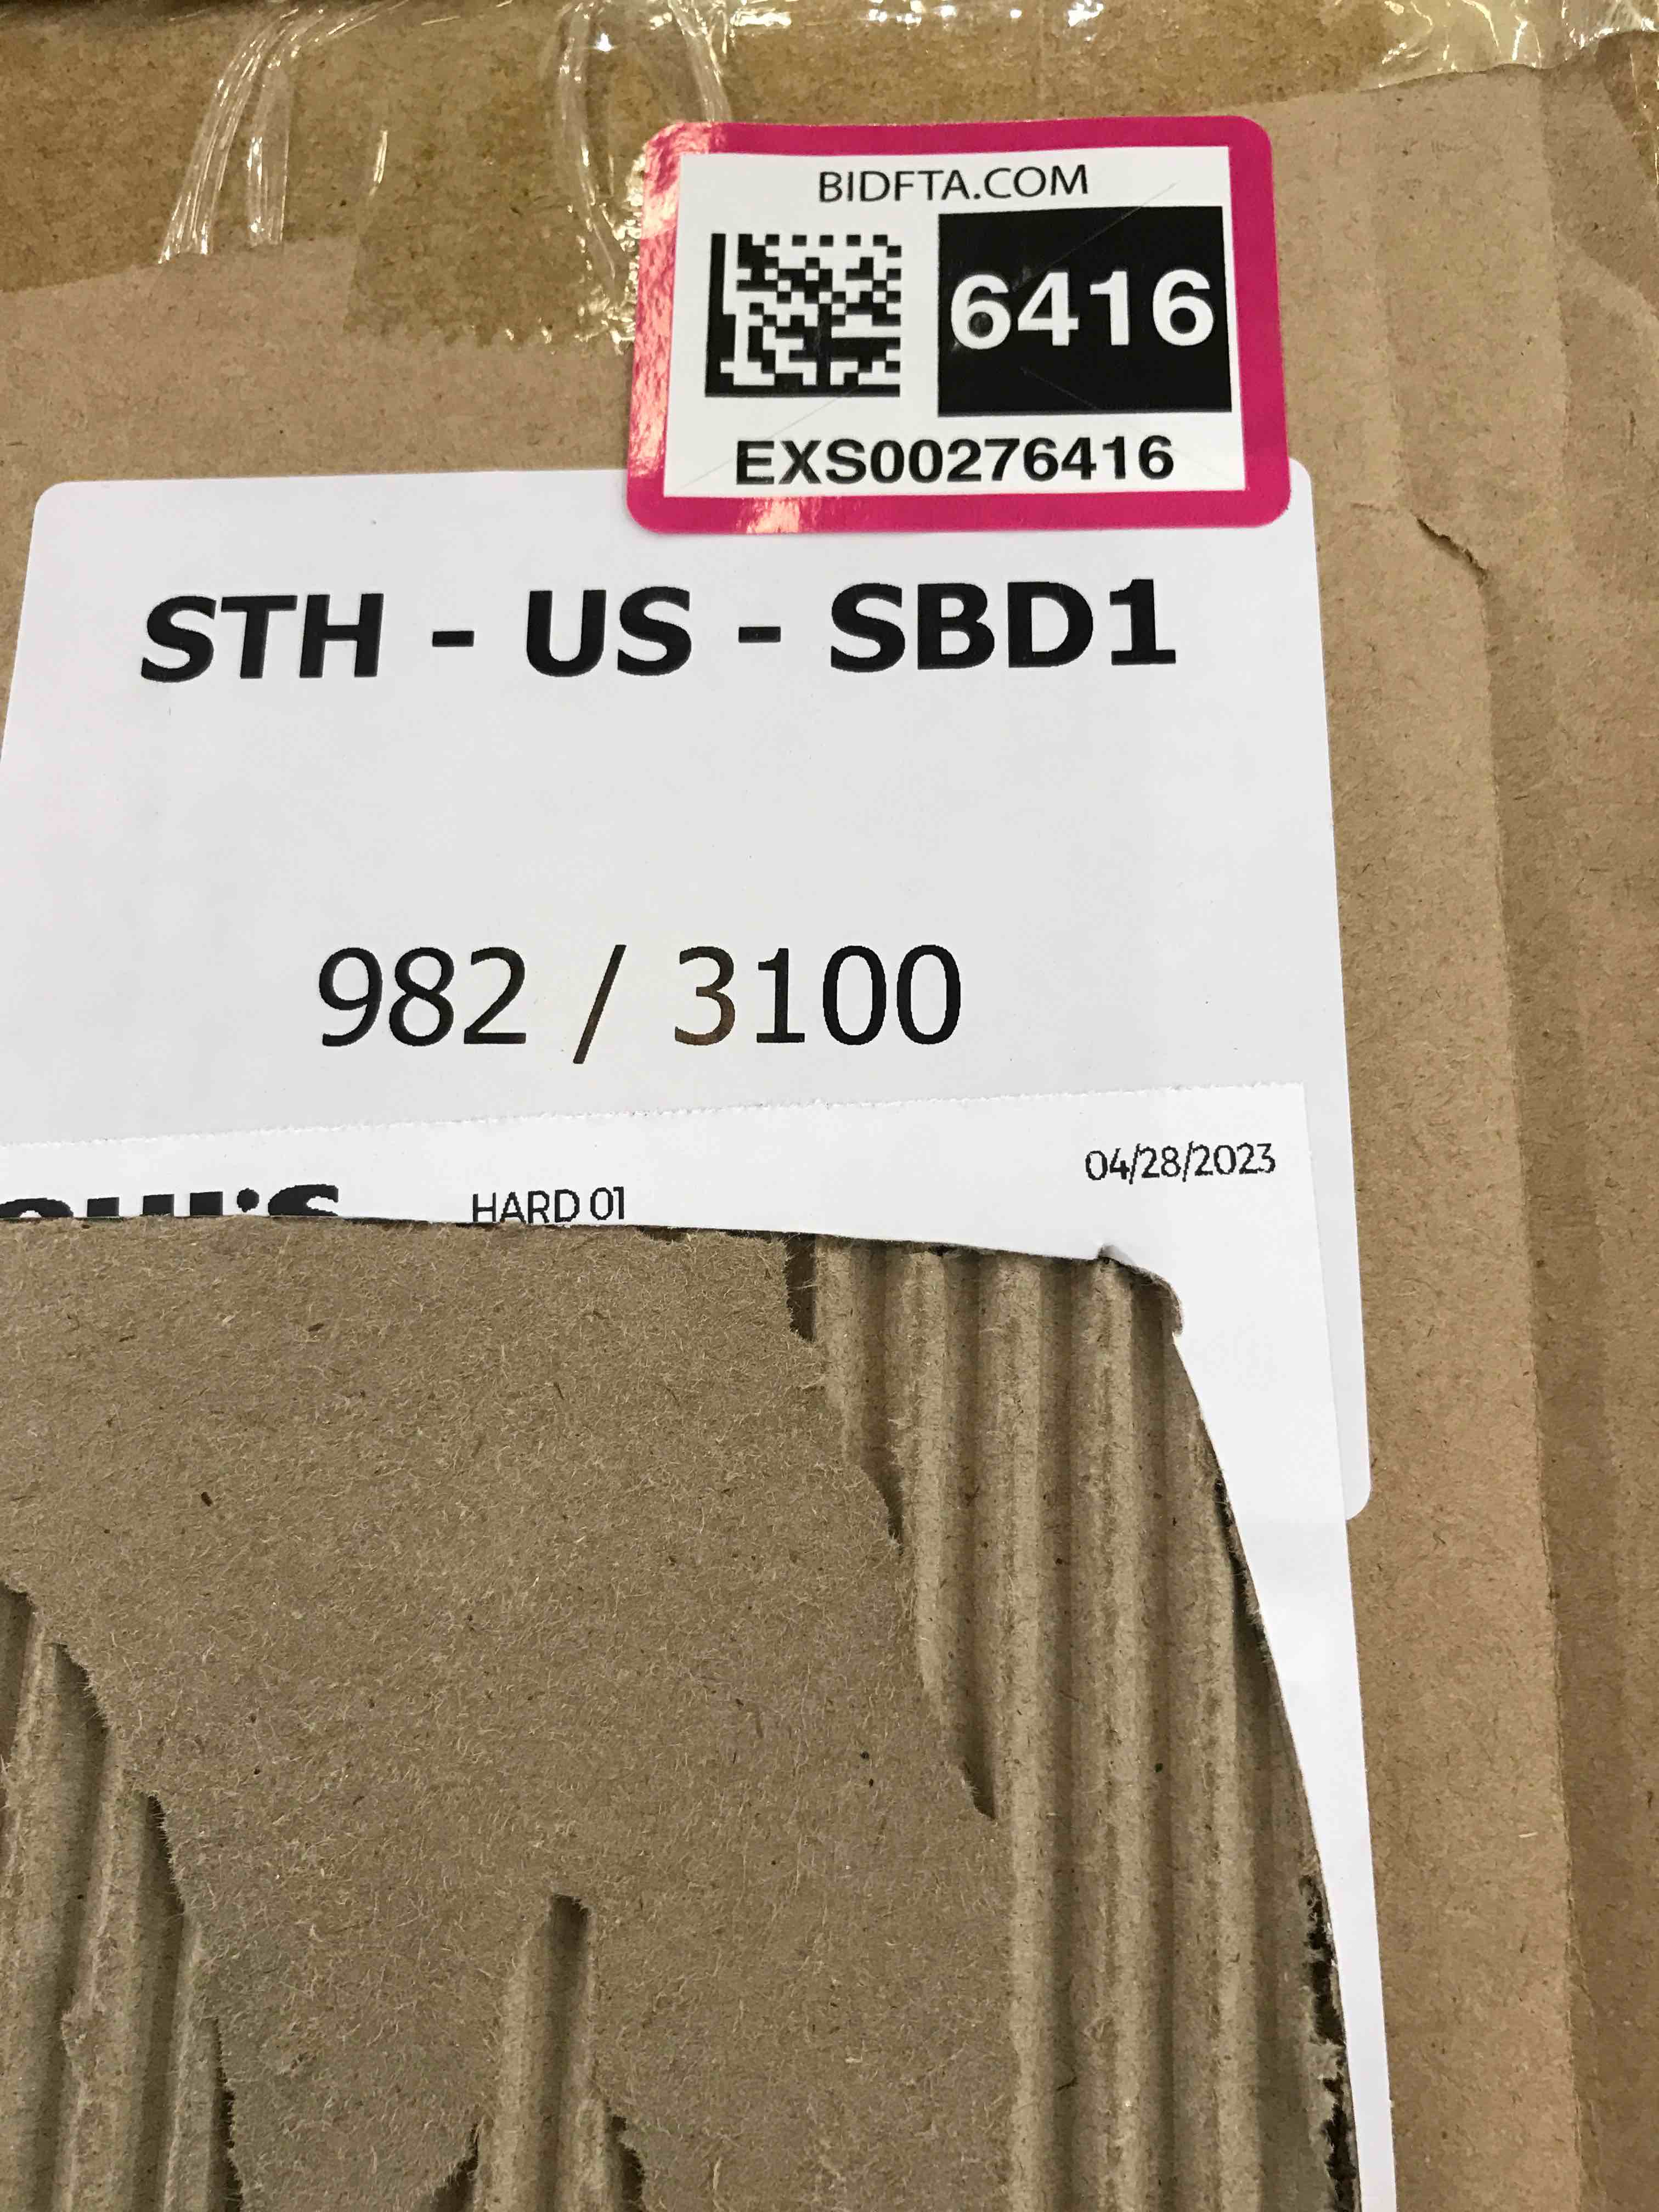 BIDFTA.COM
6416
EXS00276416
STH - US - SBD1
982 / 3100
04/28/2023
HARD 01